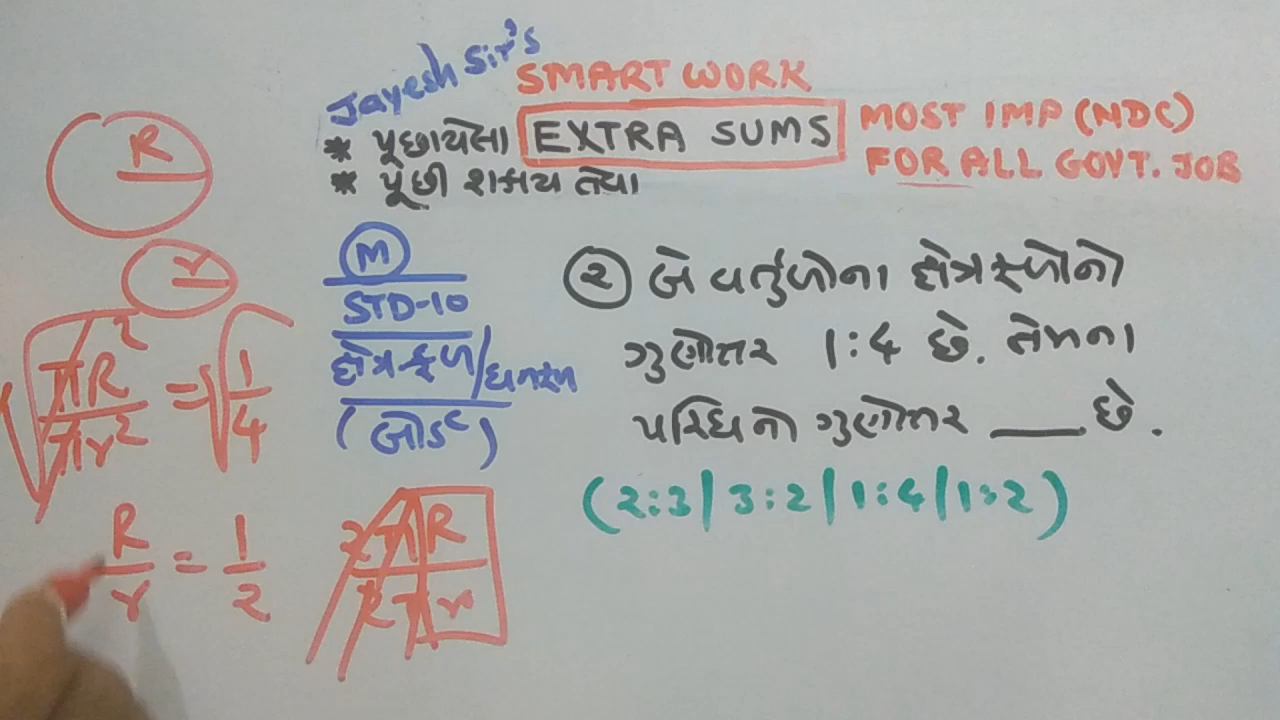 Jayesh Sir's
SMART WORK
* પૂછાયેલા EXTRA SUMS MOST IMP (NDC)
* પૂછી શકાય તેવા FOR ALL GOVT. JOB
R
r
M
STD-10
ક્ષેત્રફળ/ઘનફળ
(બોર્ડ)
(૨) બે વર્તુળોના ક્ષેત્રફળોનો
ગુણોત્તર 1:4 છે. તેમના
પરિઘનો ગુણોત્તર ___ છે.
(2:3/3:2/1:4/1:2)
√(πR²/πr²) = √(1/4)
R/r = 1/2
2πR/2πr